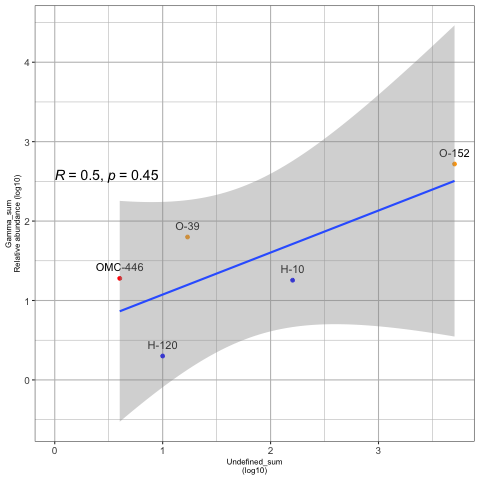 4
3
2
1
0
Gamma_sum
Relative abundance (log10)
R = 0.5, p = 0.45
O-152
O-39
OMC-446
H-10
H-120
0
1
2
3
Undefined_sum
(log10)